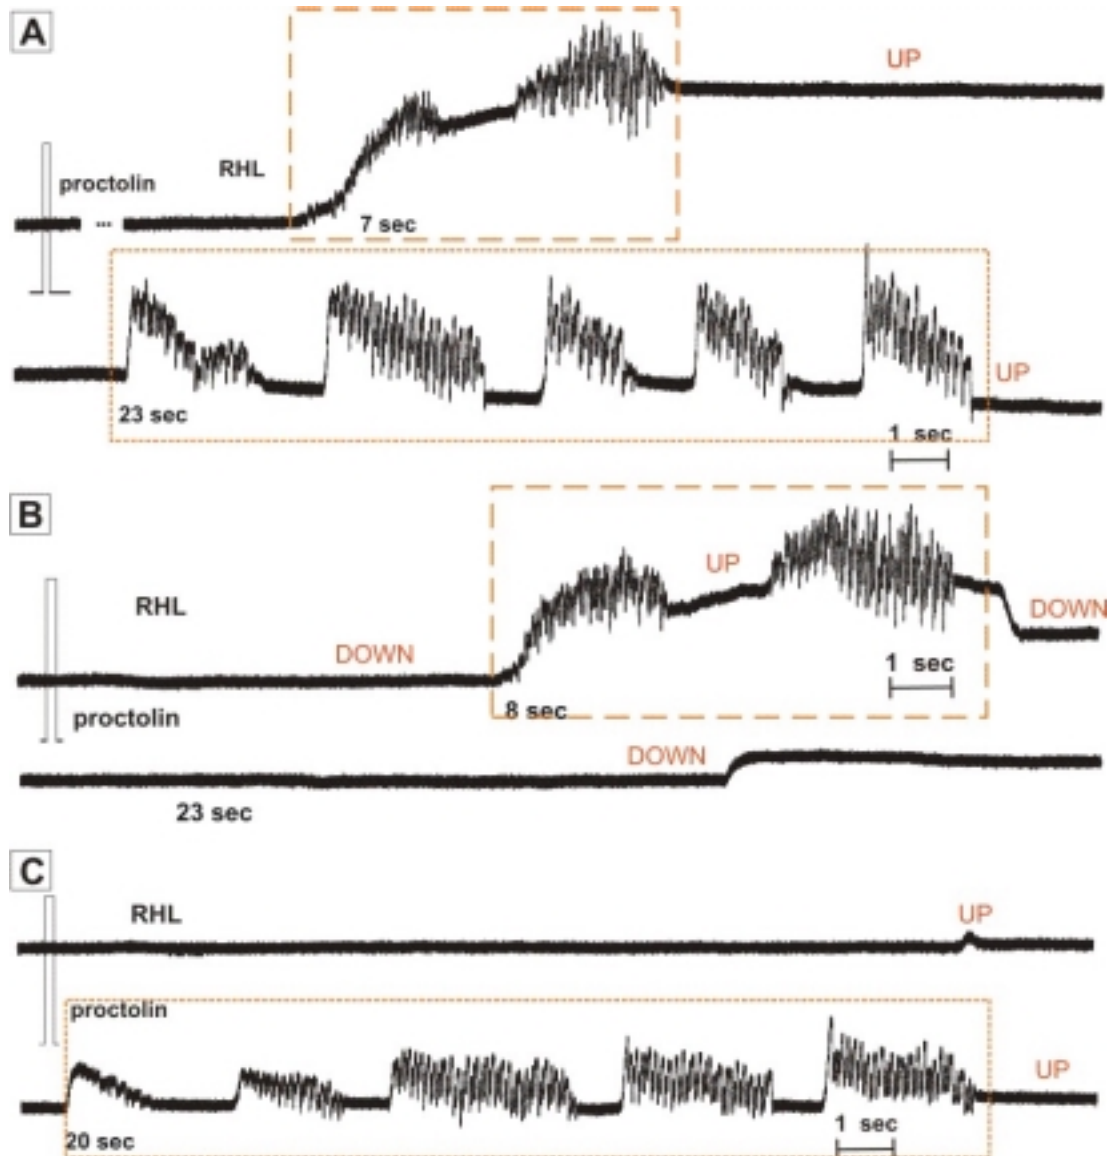 A
UP
RHL
proctolin
...
7 sec
23 sec
UP
1 sec
B
UP
RHL
DOWN
DOWN
1 sec
8 sec
proctolin
DOWN
23 sec
C
RHL
UP
proctolin
UP
1 sec
20 sec